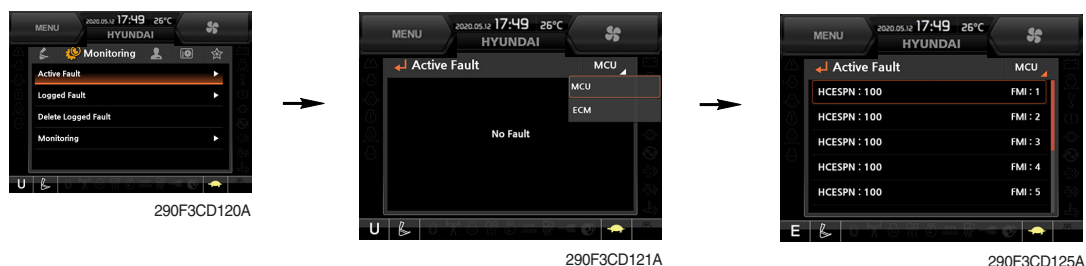 MENU
2020.05.12 17:49 26°C
HYUNDAI
Monitoring
Active Fault
Logged Fault
Delete Logged Fault
Monitoring
U
290F3CD120A
MENU
2020.05.12 17:49 26°C
HYUNDAI
Active Fault MCU
MCU
ECM
No Fault
U
290F3CD121A
MENU
2020.05.12 17:49 26°C
HYUNDAI
Active Fault MCU
HCESPN : 100 FMI : 1
HCESPN : 100 FMI : 2
HCESPN : 100 FMI : 3
HCESPN : 100 FMI : 4
HCESPN : 100 FMI : 5
E
290F3CD125A